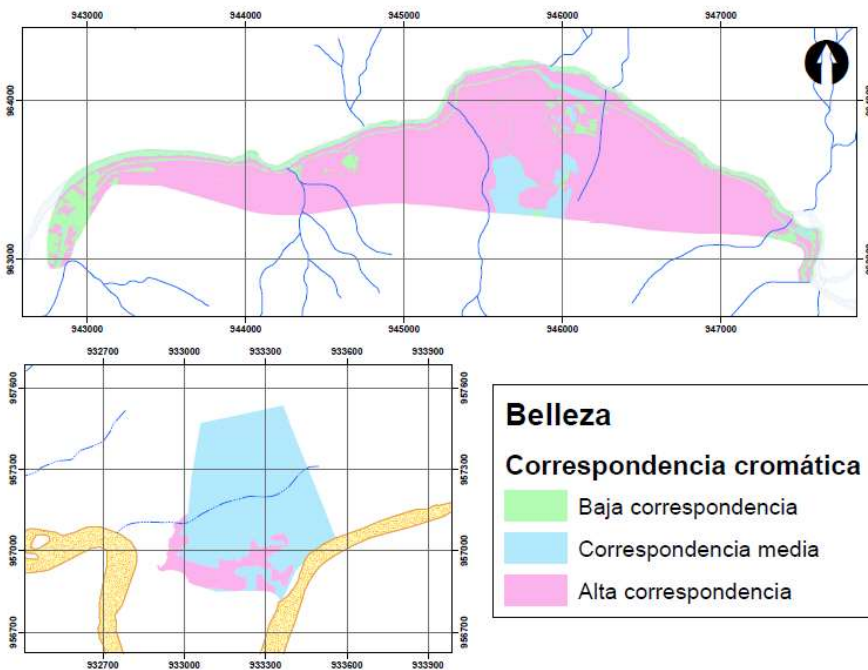 943000 944000 945000 946000 947000
964000 964000
963000 963000
943000 944000 945000 946000 947000
932700 933000 933300 933600 933900
957600 957600
957300 957300
957000 957000
956700 956700
932700 933000 933300 933600 933900
Belleza
Correspondencia cromática
Baja correspondencia
Correspondencia media
Alta correspondencia